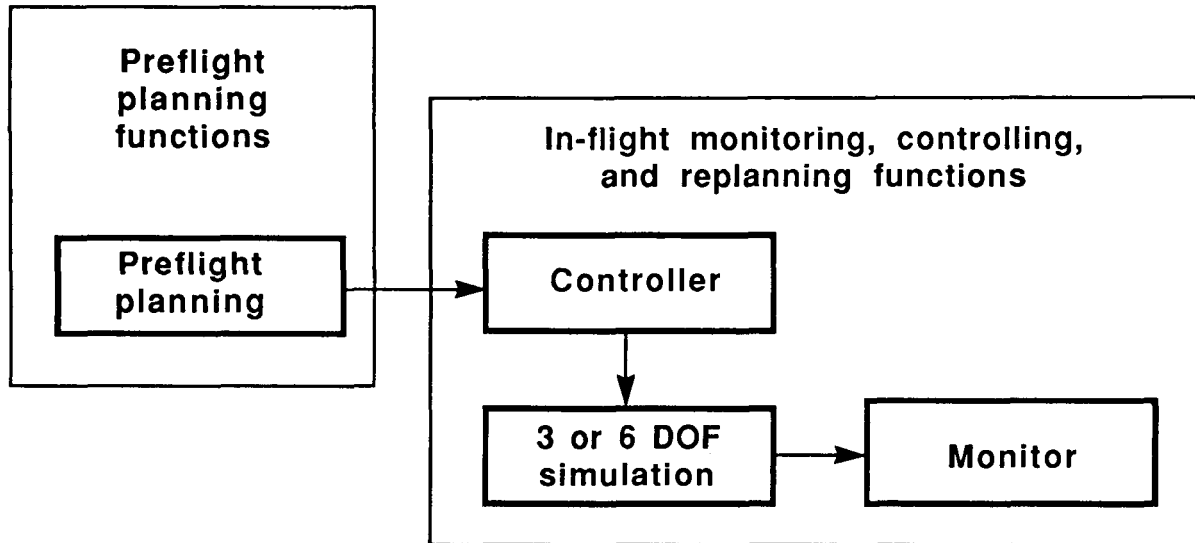 Preflight
planning
functions
In-flight monitoring, controlling,
and replanning functions
Preflight
planning
Controller
3 or 6 DOF
simulation
Monitor